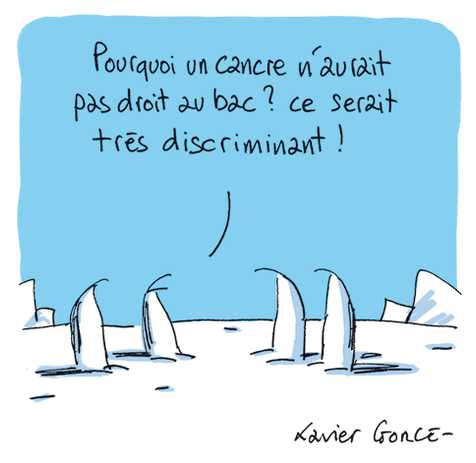 Pourquoi un cancre n'aurait
pas droit au bac? ce serait
très discriminant!
Xavier GORCE